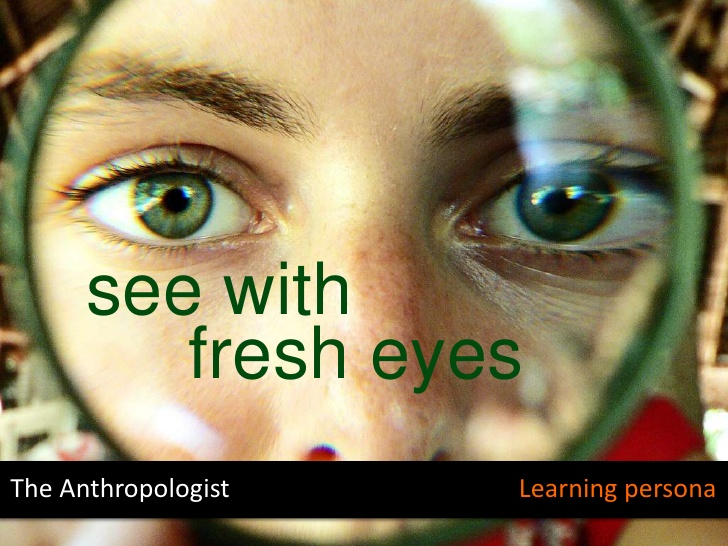 see with
fresh eyes
The Anthropologist
Learning persona